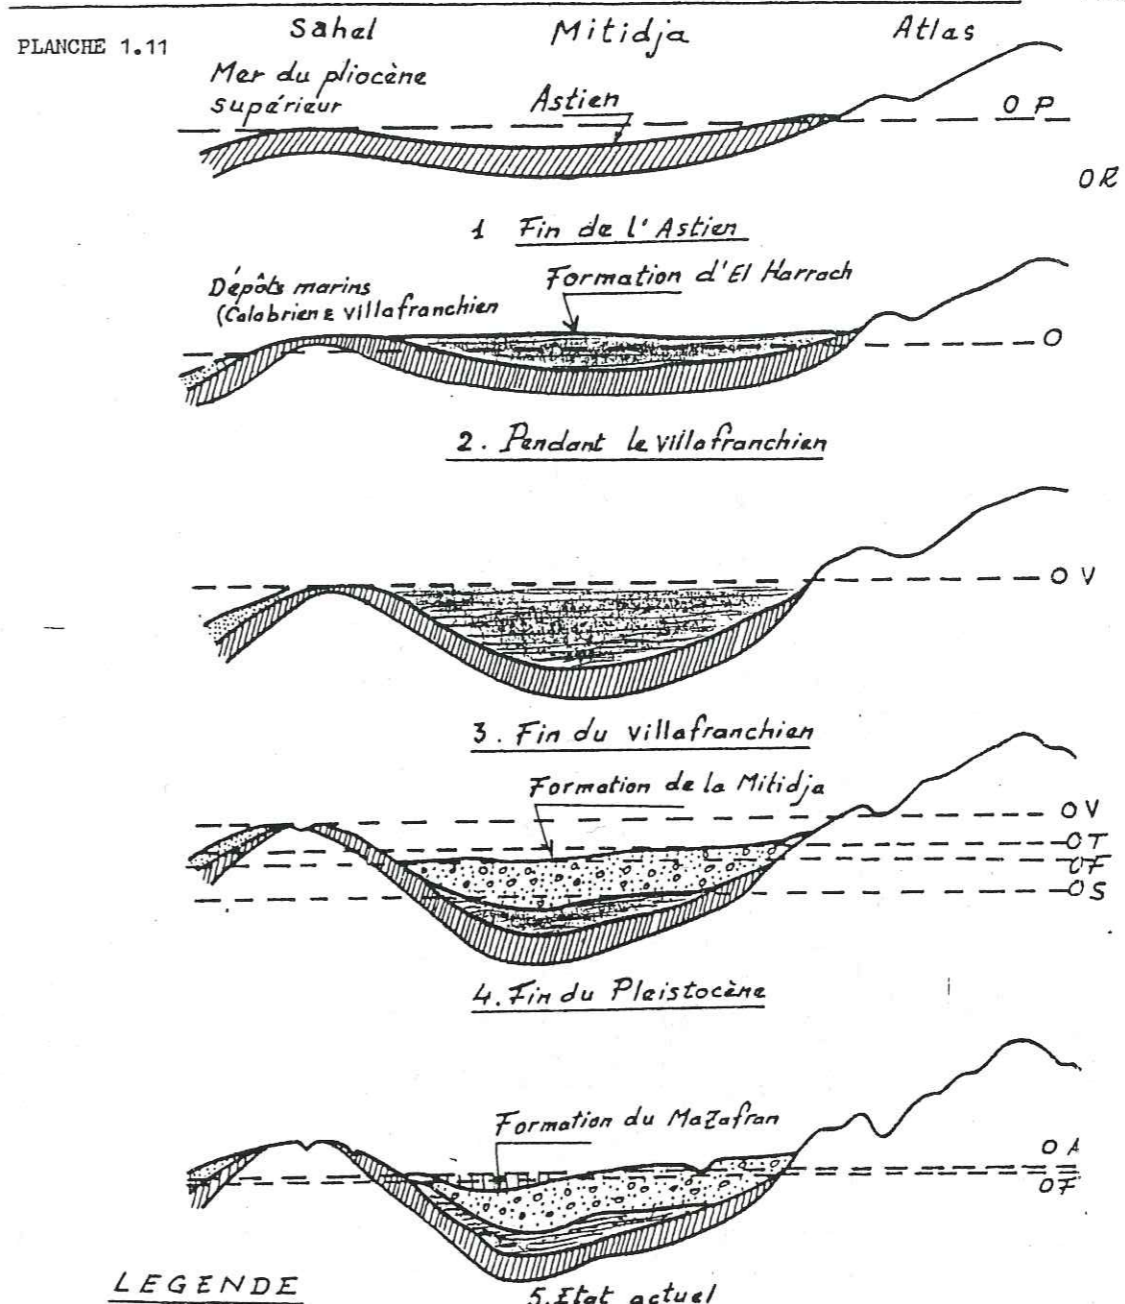 Sahel Mitidja Atlas
PLANCHE 1.11
Mer du pliocène
supérieur
Astien
O P
O R
1 Fin de l'Astien
Dépôts marins
(Calabrien & villafranchien
Formation d'El Harrach
O
2. Pendant le villafranchien
O V
3. Fin du villafranchien
Formation de la Mitidja
O V
O T
O F
O S
4. Fin du Pleistocène
Formation du Mazafran
O A
O F
LEGENDE
5. Etat actuel